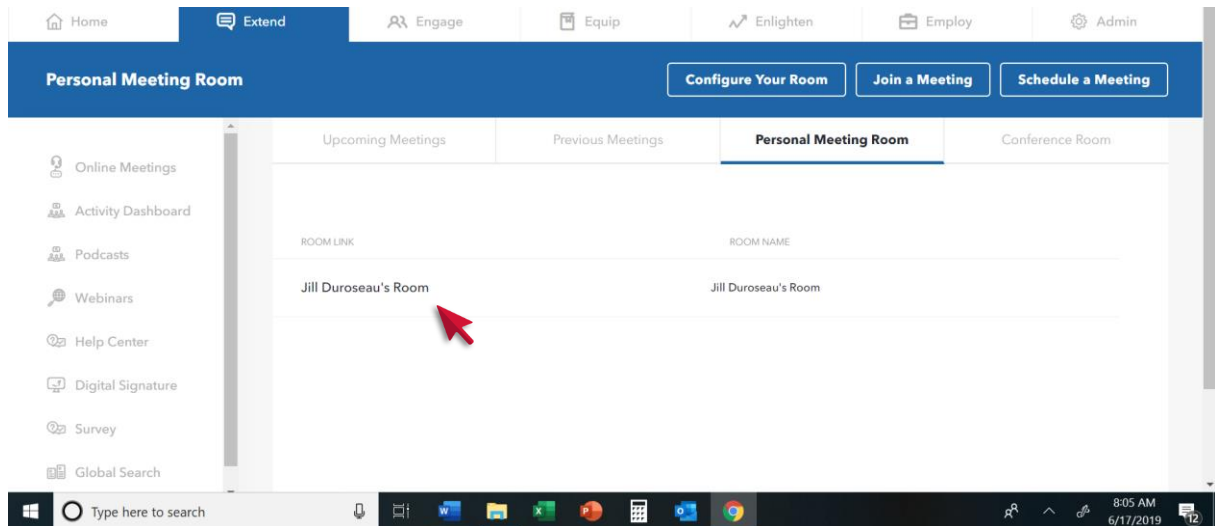 Home
Extend
Engage
Equip
Enlighten
Employ
Admin
Personal Meeting Room
Configure Your Room
Join a Meeting
Schedule a Meeting
Online Meetings
Activity Dashboard
Podcasts
Webinars
Help Center
Digital Signature
Survey
Global Search
Upcoming Meetings
Previous Meetings
Personal Meeting Room
Conference Room
ROOM LINK
ROOM NAME
Jill Duroseau's Room
Jill Duroseau's Room
Type here to search
8:05 AM
6/17/2019
12